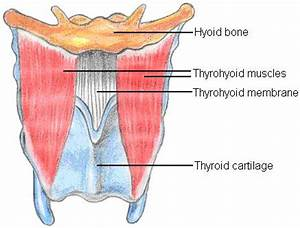 Hyoid bone
Thyrohyoid muscles
Thyrohyoid membrane
Thyroid cartilage